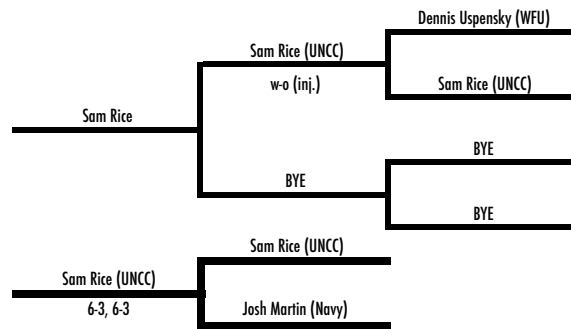 Dennis Uspensky (WFU)
Sam Rice (UNCC)
w-o (inj.)
Sam Rice (UNCC)
Sam Rice
BYE
BYE
BYE
Sam Rice (UNCC)
Sam Rice (UNCC)
6-3, 6-3
Josh Martin (Navy)